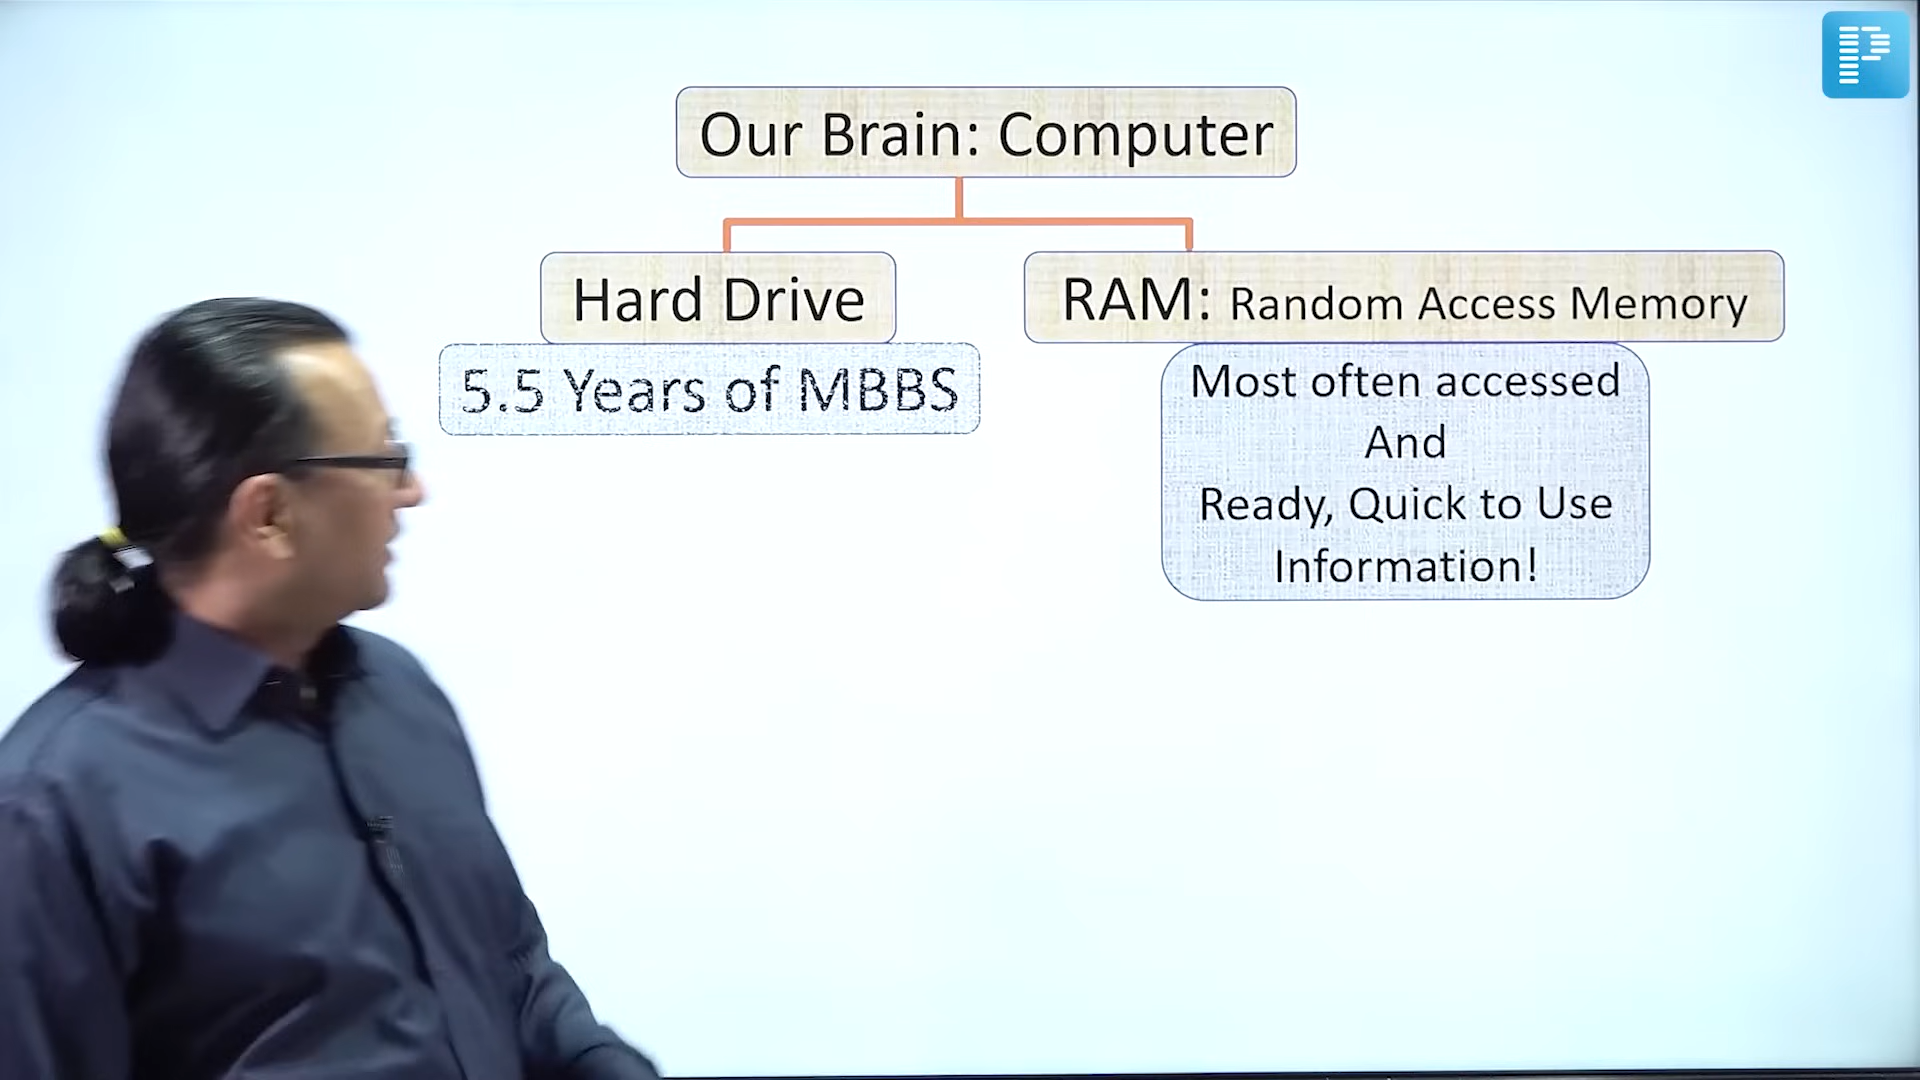 Our Brain: Computer
Hard Drive
5.5 Years of MBBS
RAM: Random Access Memory
Most often accessed
And
Ready, Quick to Use
Information!